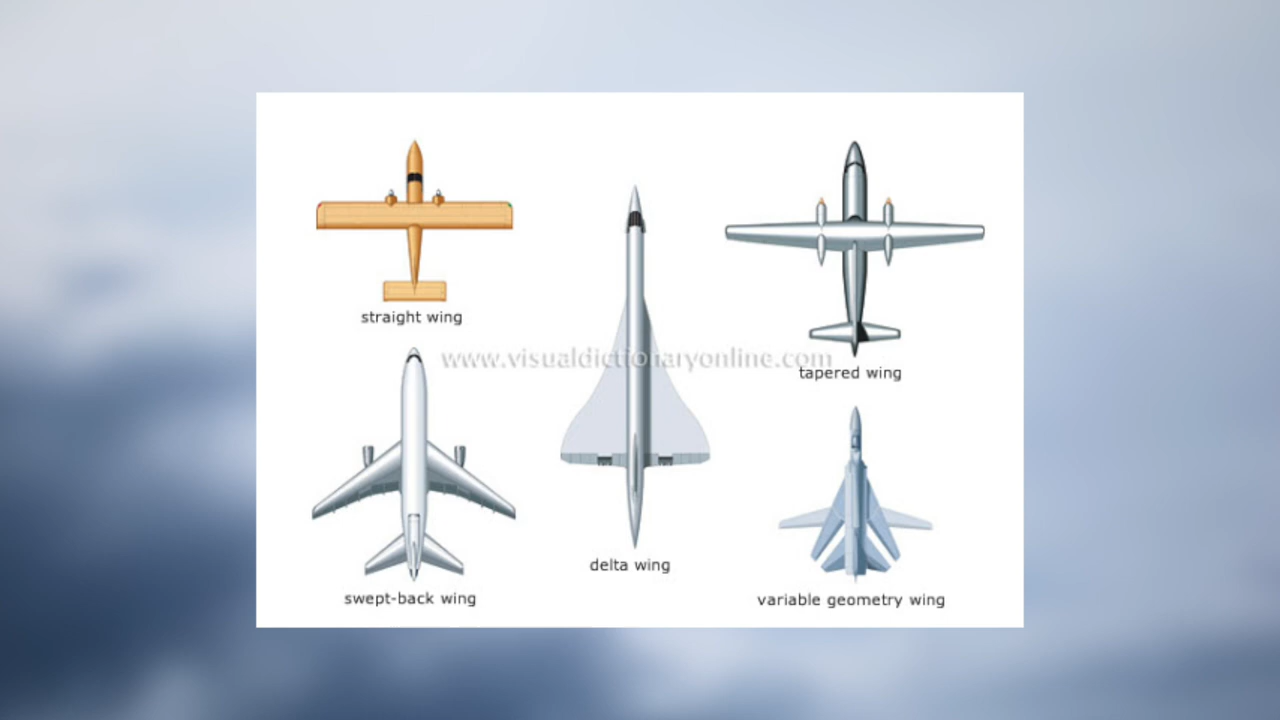 straight wing
www.visualdictionaryonline.com
tapered wing
delta wing
swept-back wing
variable geometry wing